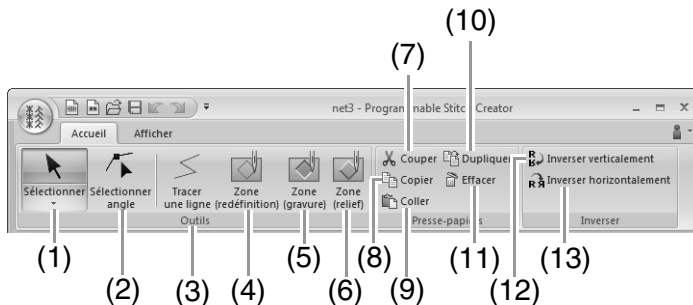 (10)
(7)
net3 - Programmable Stitch Creator
Accueil Afficher
Couper Dupliquer
Inverser verticalement
Sélectionner Sélectionner angle
Tracer une ligne
Zone (redéfinition)
Zone (gravure)
Zone (relief)
Copier Effacer
Inverser horizontalement
Coller
Outils Presse-papiers Inverser
(1) (2) (3) (4) (5) (6) (8) (9) (11) (12) (13)